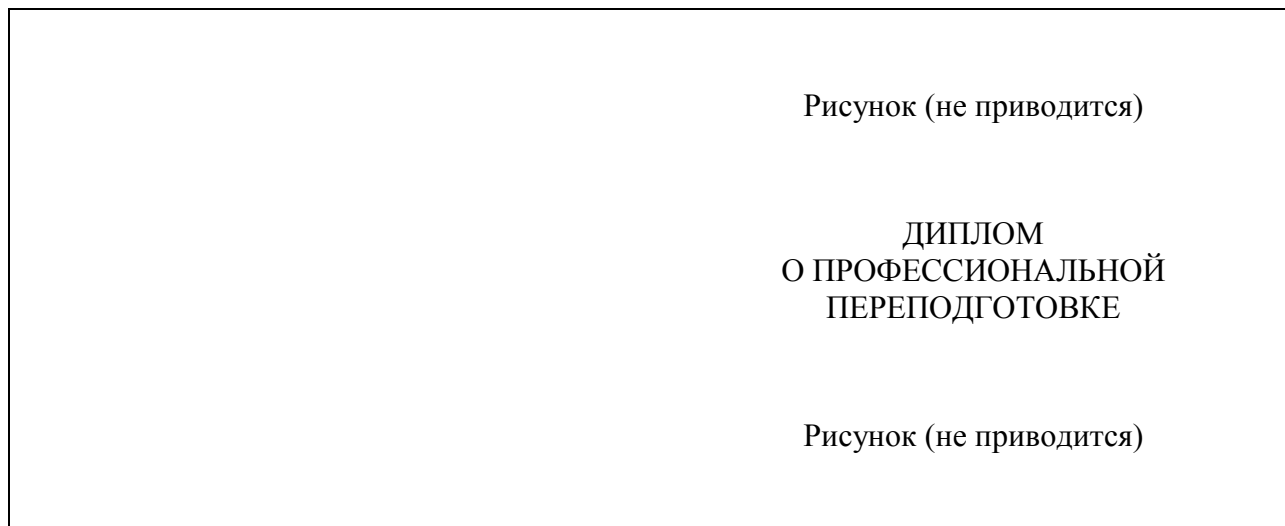 Рисунок (не приводится)
ДИПЛОМ
О ПРОФЕССИОНАЛЬНОЙ
ПЕРЕПОДГОТОВКЕ
Рисунок (не приводится)